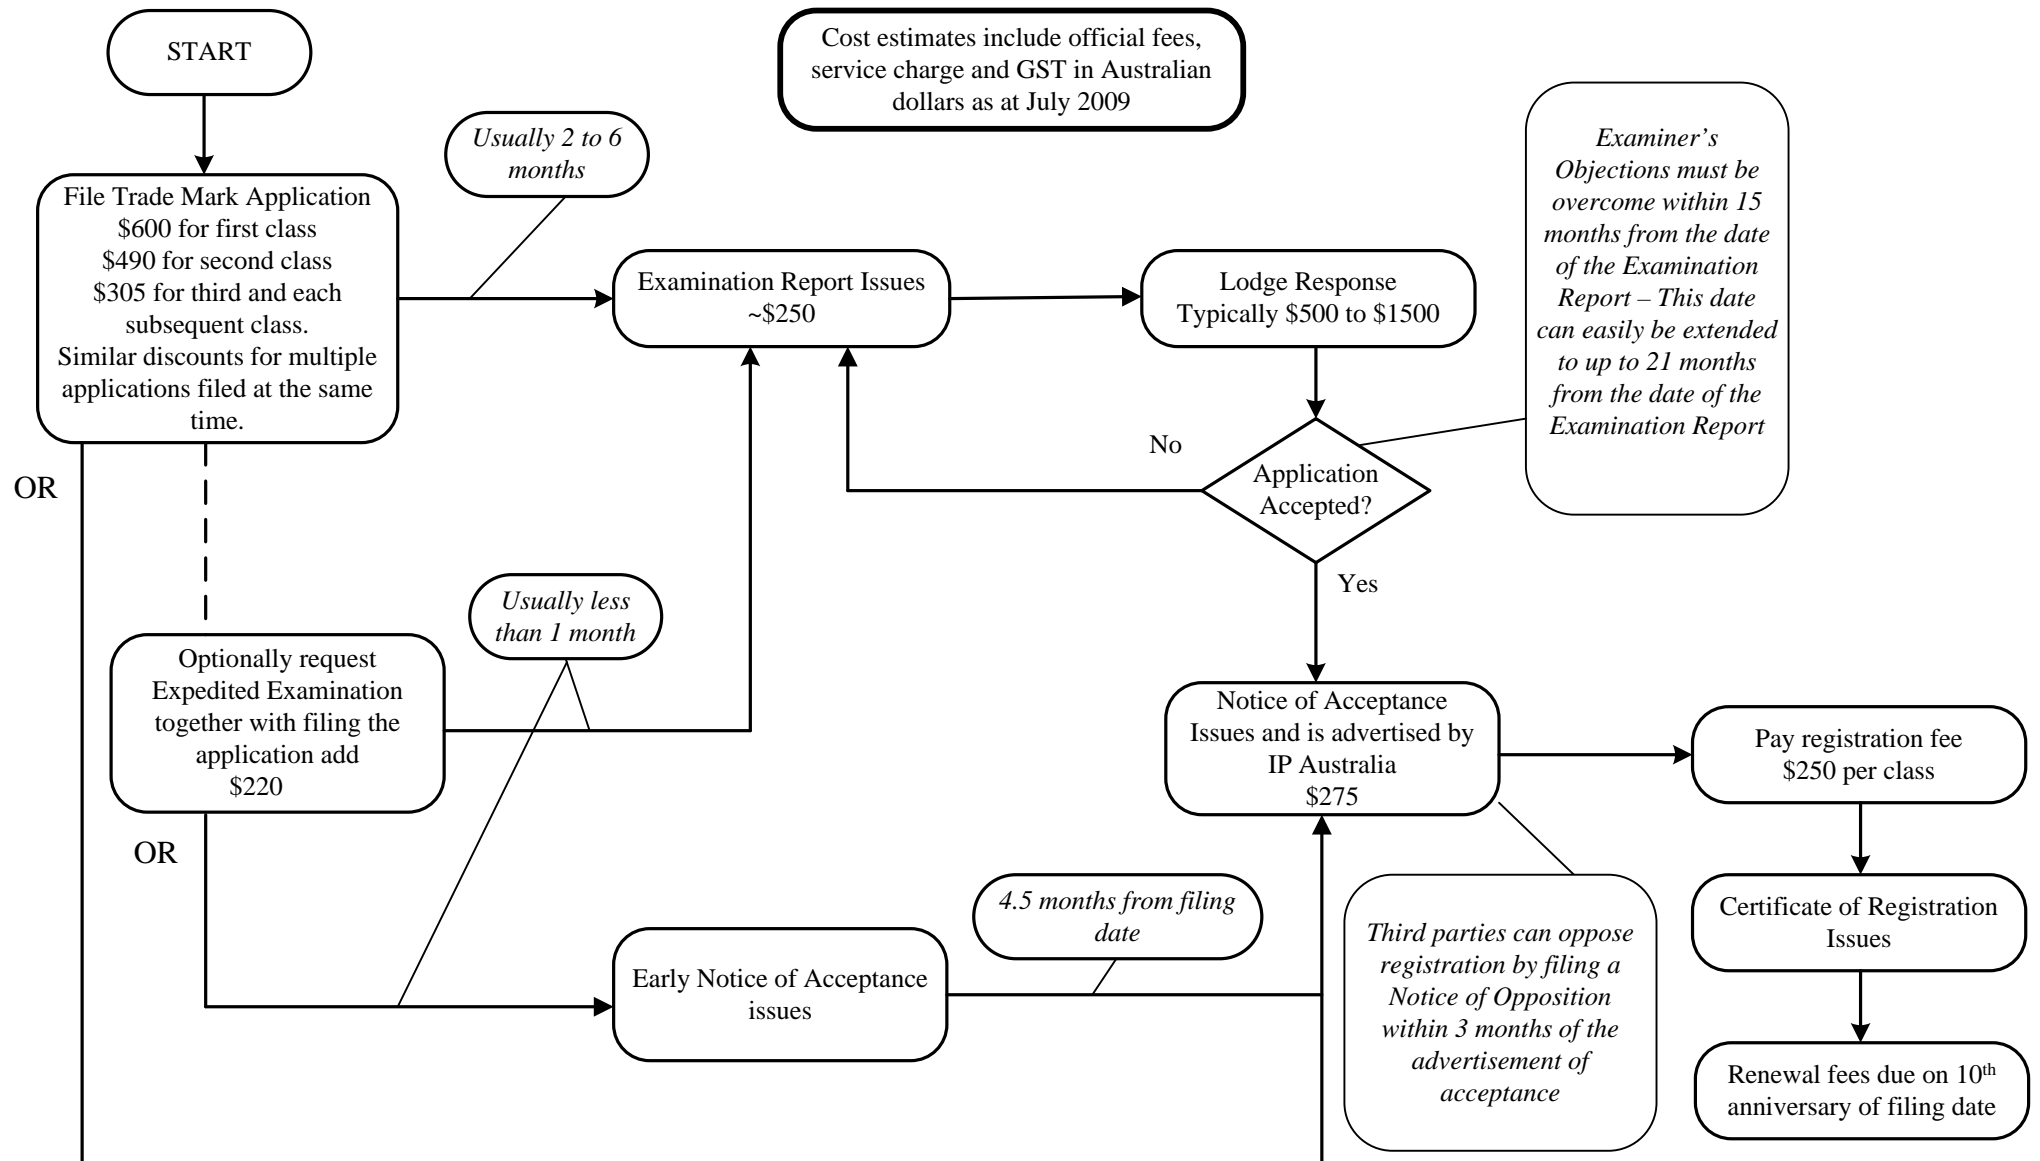 START
Cost estimates include official fees,
service charge and GST in Australian
dollars as at July 2009
Usually 2 to 6
months
File Trade Mark Application
$600 for first class
$490 for second class
$305 for third and each
subsequent class.
Similar discounts for multiple
applications filed at the same
time.
Examination Report Issues
~$250
Lodge Response
Typically $500 to $1500
Examiner’s
Objections must be
overcome within 15
months from the date
of the Examination
Report – This date
can easily be extended
to up to 21 months
from the date of the
Examination Report
No
Application
Accepted?
Yes
OR
Usually less
than 1 month
Optionally request
Expedited Examination
together with filing the
application add
$220
Notice of Acceptance
Issues and is advertised by
IP Australia
$275
Pay registration fee
$250 per class
OR
4.5 months from filing
date
Early Notice of Acceptance
issues
Third parties can oppose
registration by filing a
Notice of Opposition
within 3 months of the
advertisement of
acceptance
Certificate of Registration
Issues
Renewal fees due on 10th
anniversary of filing date